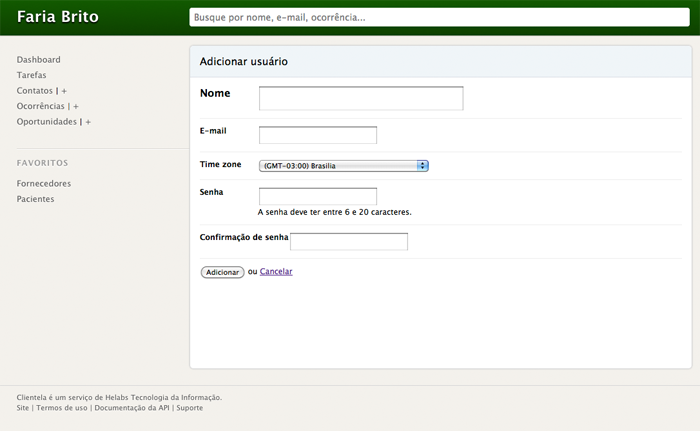 Faria Brito
Busque por nome, e-mail, ocorrência...
Dashboard
Tarefas
Contatos | +
Ocorrências | +
Oportunidades | +
FAVORITOS
Fornecedores
Pacientes
Adicionar usuário
Nome
E-mail
Time zone (GMT-03:00) Brasilia
Senha
A senha deve ter entre 6 e 20 caracteres.
Confirmação de senha
Adicionar ou Cancelar
Clientela é um serviço de Helabs Tecnologia da Informação.
Site | Termos de uso | Documentação da API | Suporte